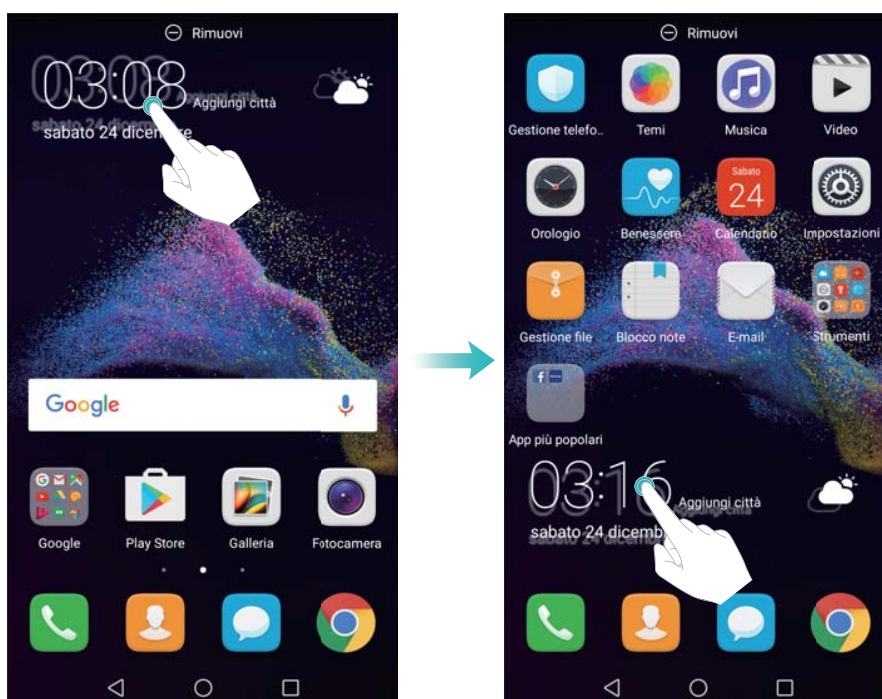 Rimuovi
03:08
Aggiungi città
sabato 24 dicembre
Google
Google
Play Store
Galleria
Fotocamera
Rimuovi
Gestione telefo..
Temi
Musica
Video
Sabato
24
Orologio
Benessere
Calendario
Impostazioni
Gestione file
Blocco note
E-mail
Strumenti
App più popolari
03:16
Aggiungi città
sabato 24 dicemb